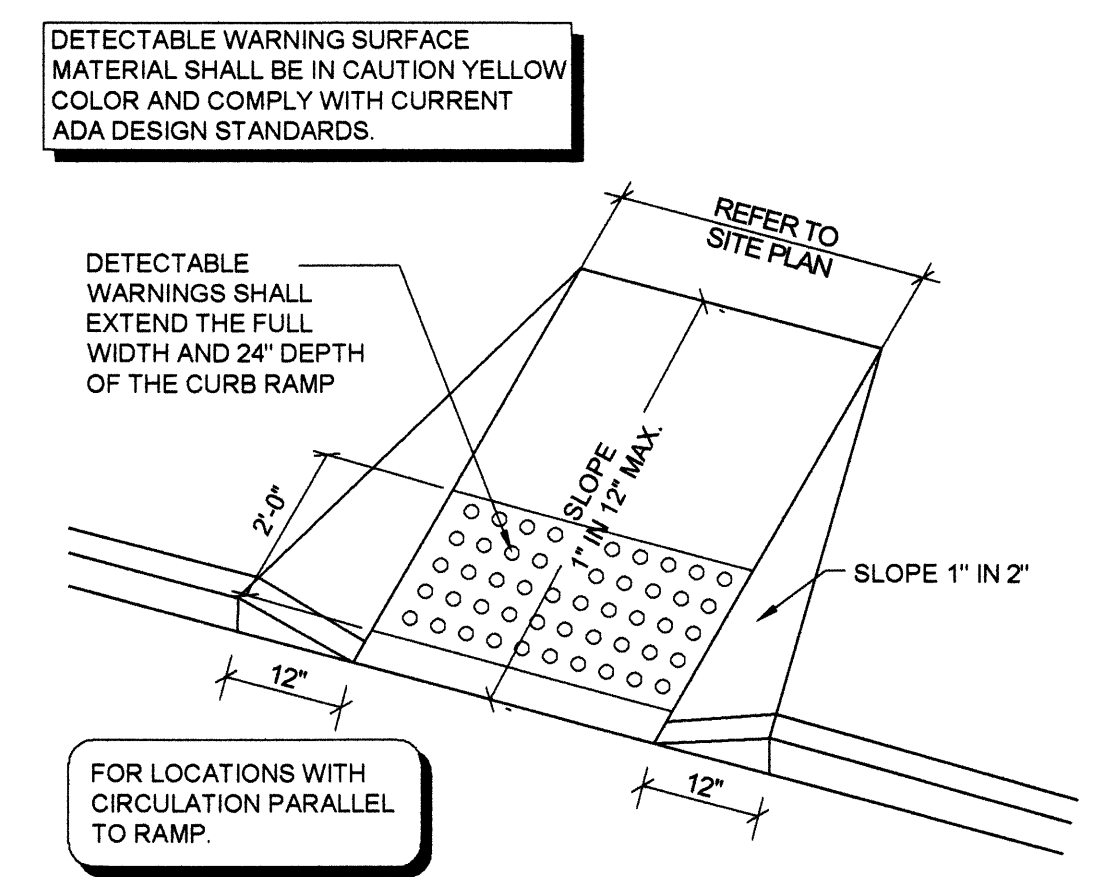 DETECTABLE WARNING SURFACE
MATERIAL SHALL BE IN CAUTION YELLOW
COLOR AND COMPLY WITH CURRENT
ADA DESIGN STANDARDS.
REFER TO
SITE PLAN
DETECTABLE
WARNINGS SHALL
EXTEND THE FULL
WIDTH AND 24" DEPTH
OF THE CURB RAMP
SLOPE
1" IN 12" MAX.
2'-0"
SLOPE 1" IN 2"
12"
12"
FOR LOCATIONS WITH
CIRCULATION PARALLEL
TO RAMP.